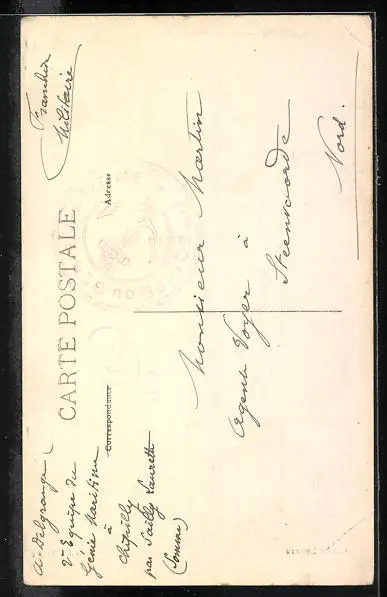 CARTE POSTALE
Correspondance
Adresse
A. Delgrange
2e Equipe du
Génie Maritime
à
Chipilly
par Sailly Laurette
(Somme)
Franchise
Militaire
Monsieur Martin
Agent Voyer à
Steenvoorde
Nord.